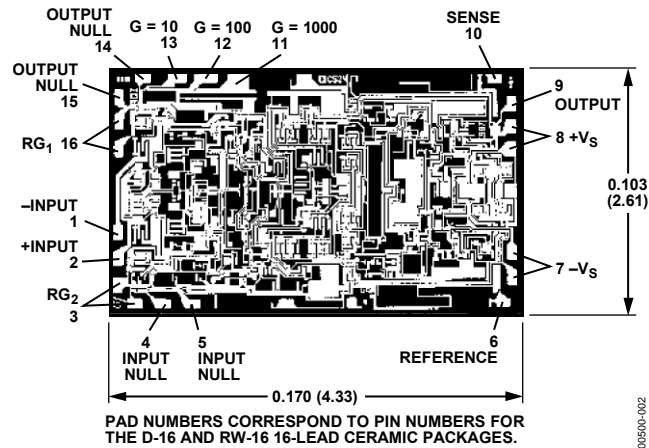 OUTPUT
NULL
14
G = 10
13
G = 100
12
G = 1000
11
SENSE
10
OUTPUT
NULL
15
9
OUTPUT
RG1 16
8 +VS
0.103
(2.61)
–INPUT
1
+INPUT
2
7 –VS
RG2
3
4
INPUT
NULL
5
INPUT
NULL
6
REFERENCE
0.170 (4.33)
PAD NUMBERS CORRESPOND TO PIN NUMBERS FOR
THE D-16 AND RW-16 16-LEAD CERAMIC PACKAGES.
00500-002